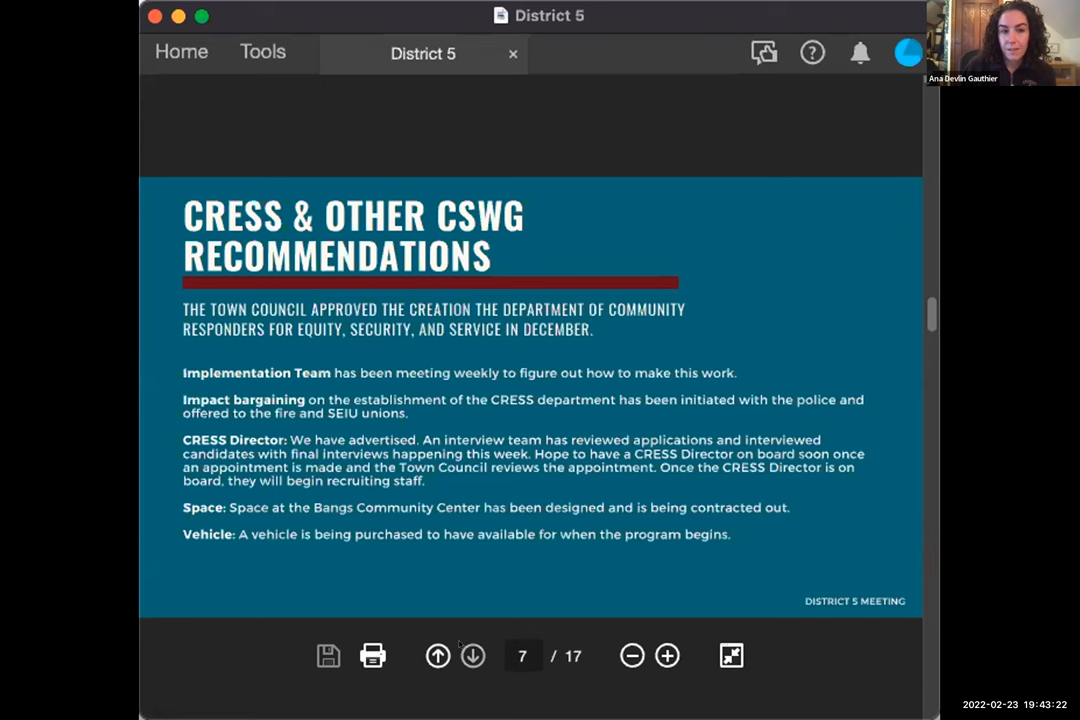 District 5
Home Tools District 5 ×
Ana Devlin Gauthier
CRESS & OTHER CSWG
RECOMMENDATIONS
THE TOWN COUNCIL APPROVED THE CREATION THE DEPARTMENT OF COMMUNITY
RESPONDERS FOR EQUITY, SECURITY, AND SERVICE IN DECEMBER.
Implementation Team has been meeting weekly to figure out how to make this work.
Impact bargaining on the establishment of the CRESS department has been initiated with the police and
offered to the fire and SEIU unions.
CRESS Director: We have advertised. An interview team has reviewed applications and interviewed
candidates with final interviews happening this week. Hope to have a CRESS Director on board soon once
an appointment is made and the Town Council reviews the appointment. Once the CRESS Director is on
board, they will begin recruiting staff.
Space: Space at the Bangs Community Center has been designed and is being contracted out.
Vehicle: A vehicle is being purchased to have available for when the program begins.
DISTRICT 5 MEETING
7 / 17
2022-02-23 19:43:22